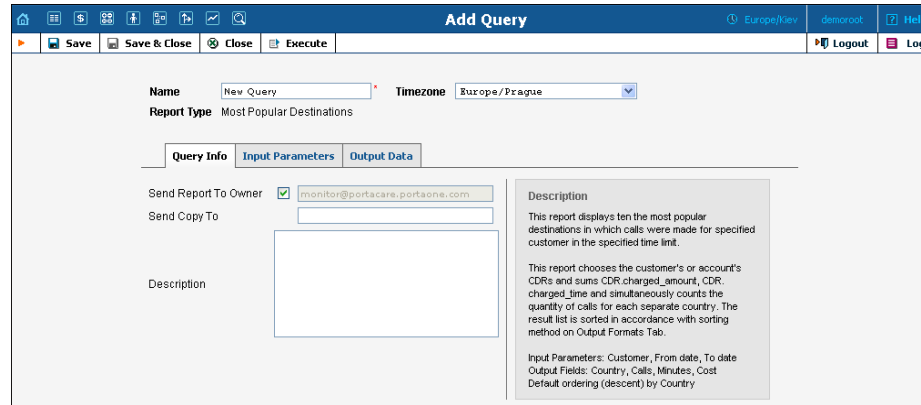 Add Query
Europe/Kiev
demoroot
Hel
Save
Save & Close
Close
Execute
Logout
Log
Name
New Query
*
Timezone
Europe/Prague
Report Type Most Popular Destinations
Query Info
Input Parameters
Output Data
Send Report To Owner
monitor@portacare.portaone.com
Send Copy To
Description
Description
This report displays ten the most popular
destinations in which calls were made for specified
customer in the specified time limit.
This report chooses the customer's or account's
CDRs and sums CDR.charged_amount, CDR.
charged_time and simultaneously counts the
quantity of calls for each separate country. The
result list is sorted in accordance with sorting
method on Output Formats Tab.
Input Parameters: Customer, From date, To date
Output Fields: Country, Calls, Minutes, Cost
Default ordering (descent) by Country